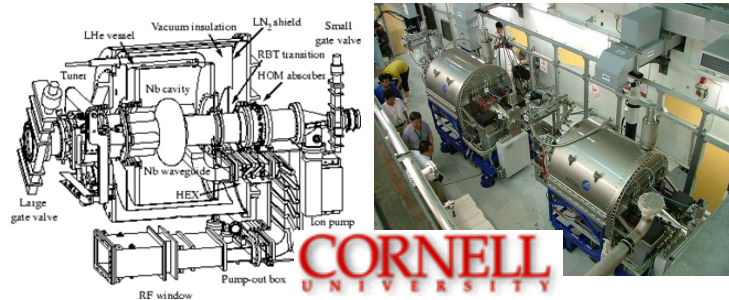 Vacuum insulation
LN2 shield
Small
gate valve
LHe vessel
RBT transition
HOM absorber
Tuner
Nb cavity
Nb waveguide
HEX
Large
gate valve
Ion pump
Pump-out box
RF window
CORNELL
UNIVERSITY